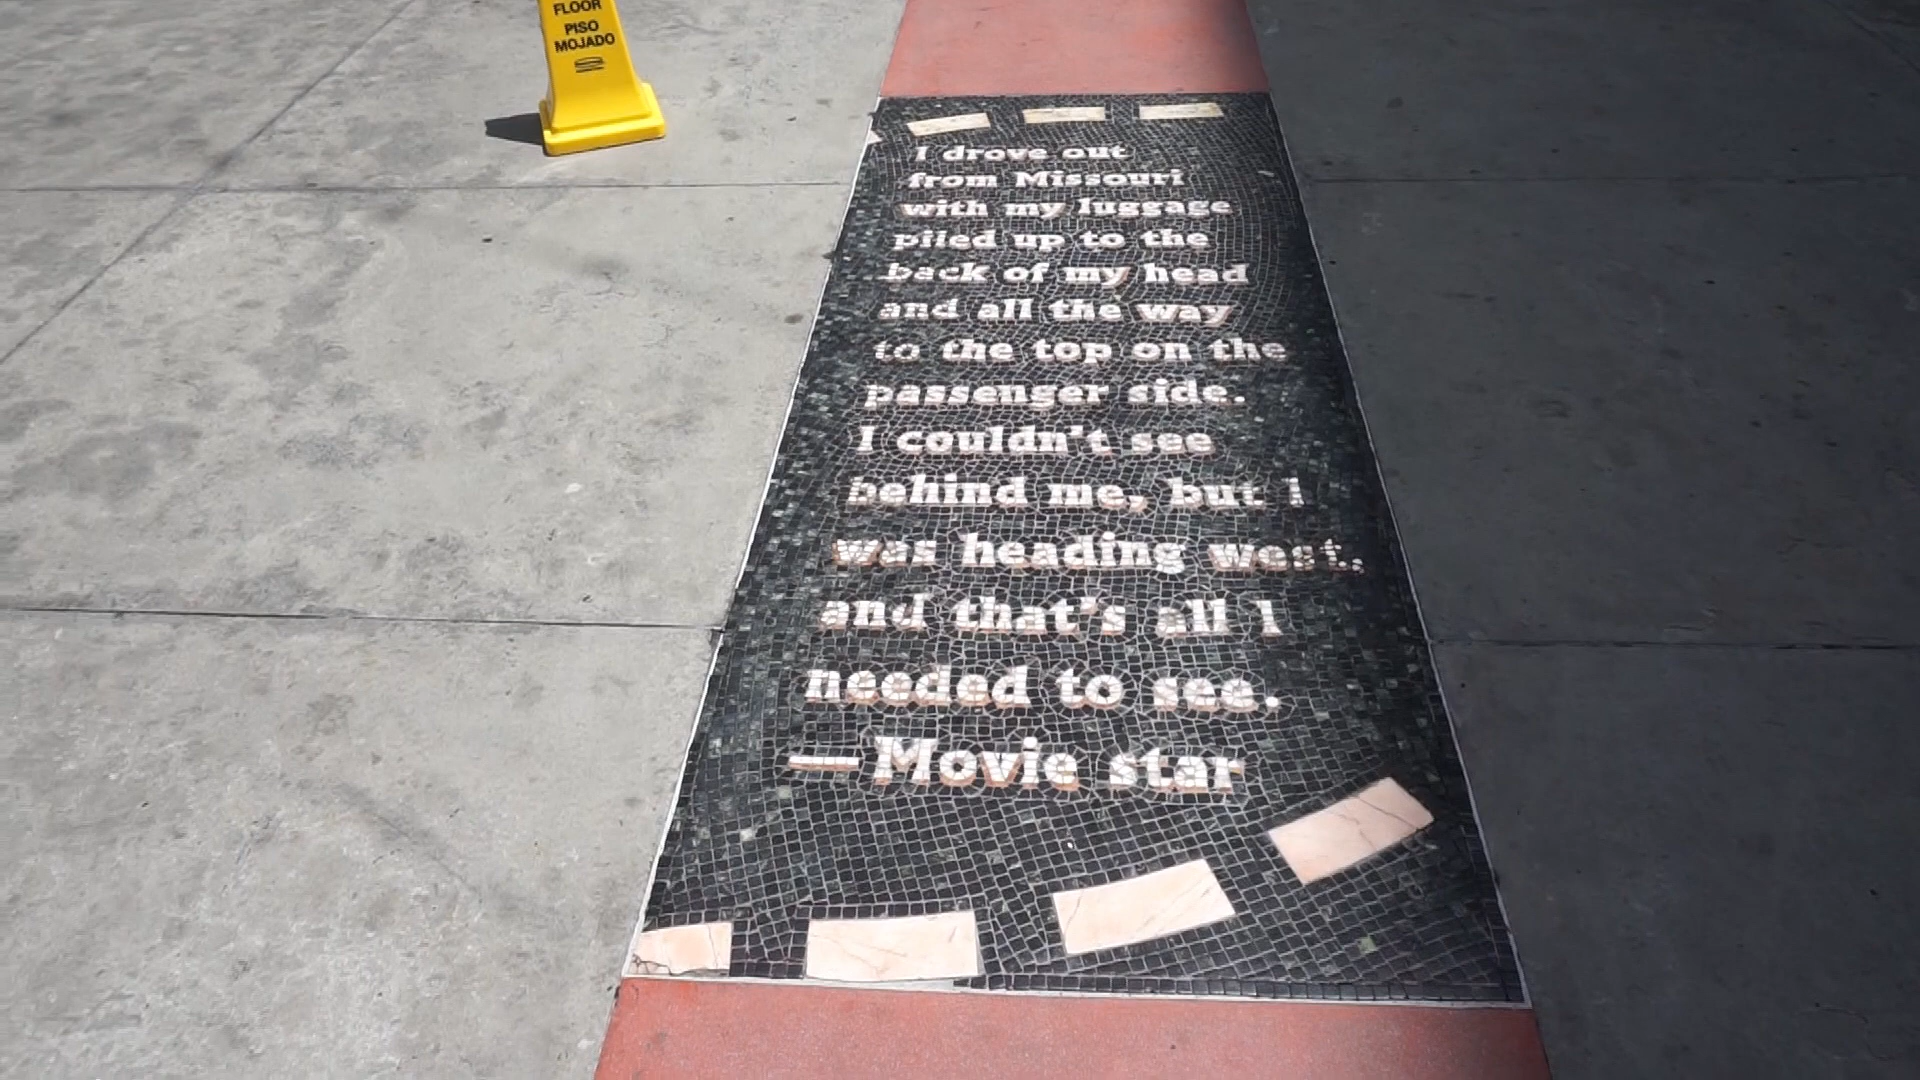 FLOOR
PISO
MOJADO
I drove out
from Missouri
with my luggage
piled up to the
back of my head
and all the way
to the top on the
passenger side.
I couldn't see
behind me, but I
was heading west,
and that's all I
needed to see.
—Movie star